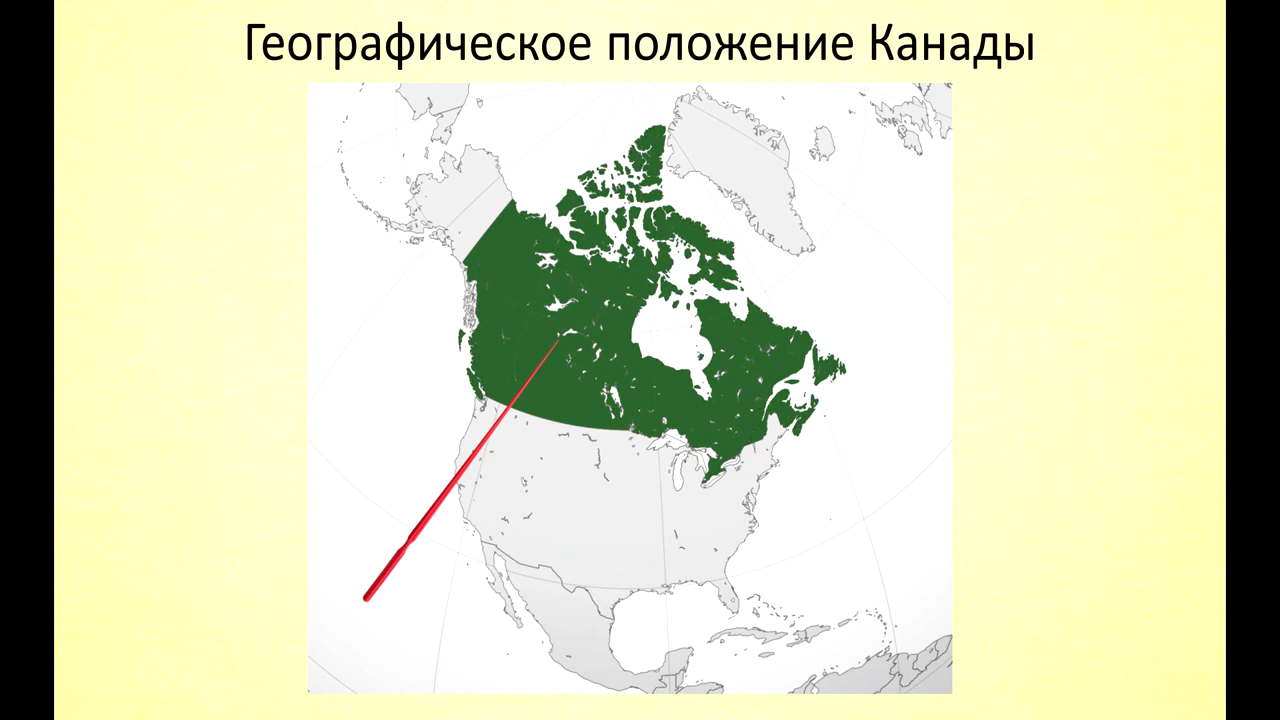 Географическое положение Канады